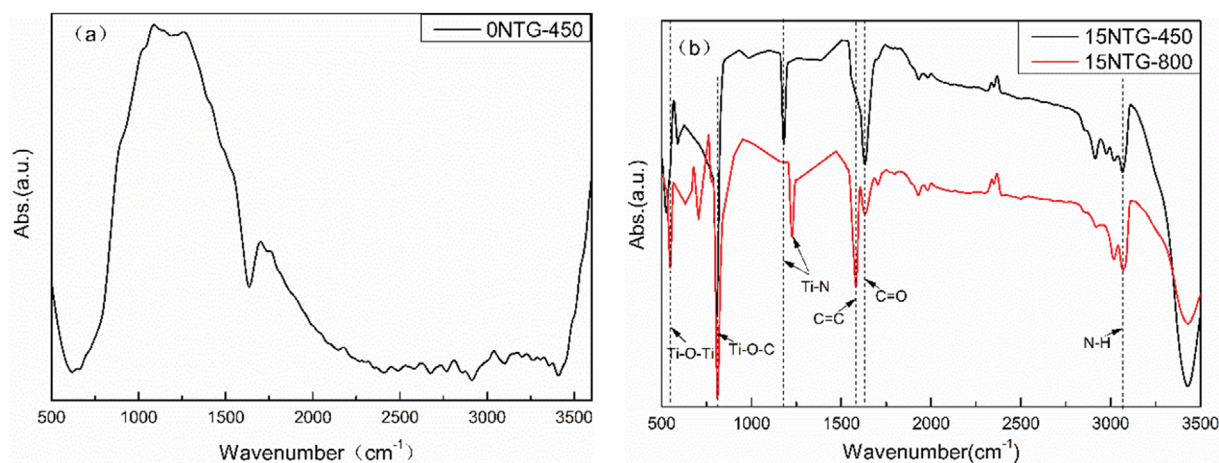 （a）
0NTG-450
Abs.(a.u.)
500 1000 1500 2000 2500 3000 3500
Wavenumber（cm-1）
（b）
15NTG-450
15NTG-800
Abs.(a.u.)
Ti-N
C=C
C=O
Ti-O-Ti
Ti-O-C
N-H
500 1000 1500 2000 2500 3000 3500
Wavenumber(cm-1)